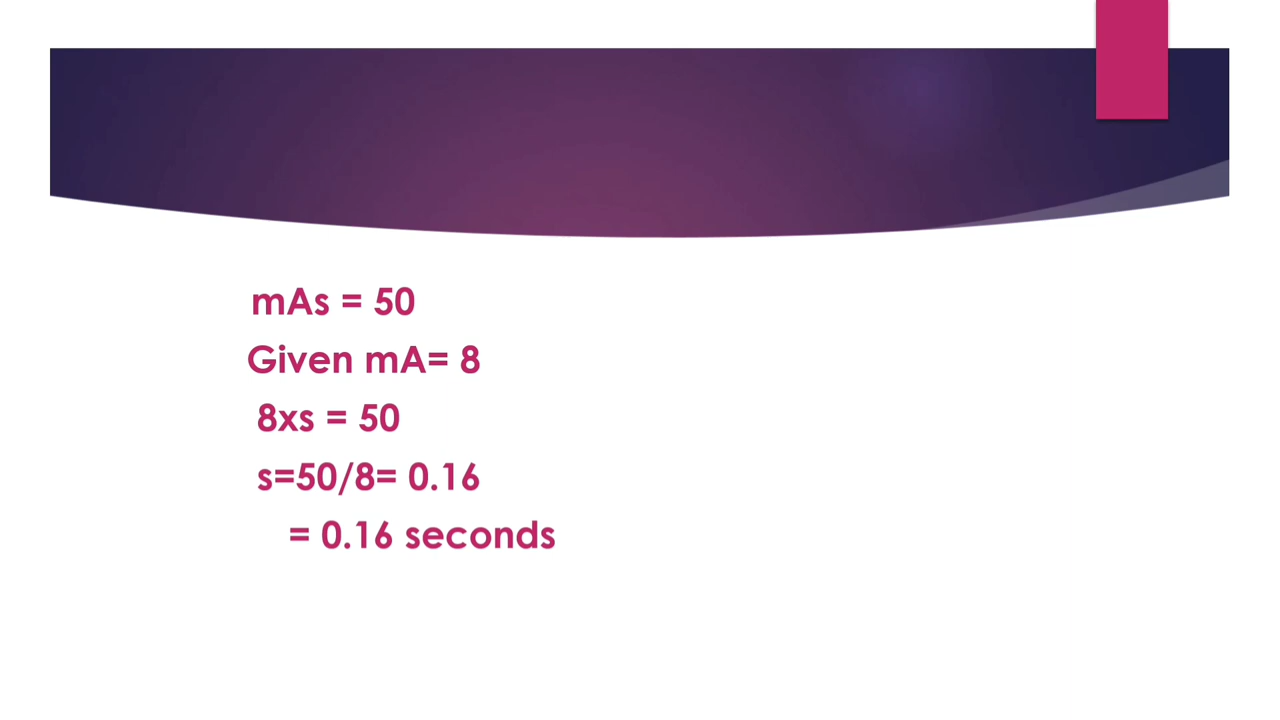 mAs = 50
Given mA= 8
8xs = 50
s=50/8= 0.16
= 0.16 seconds